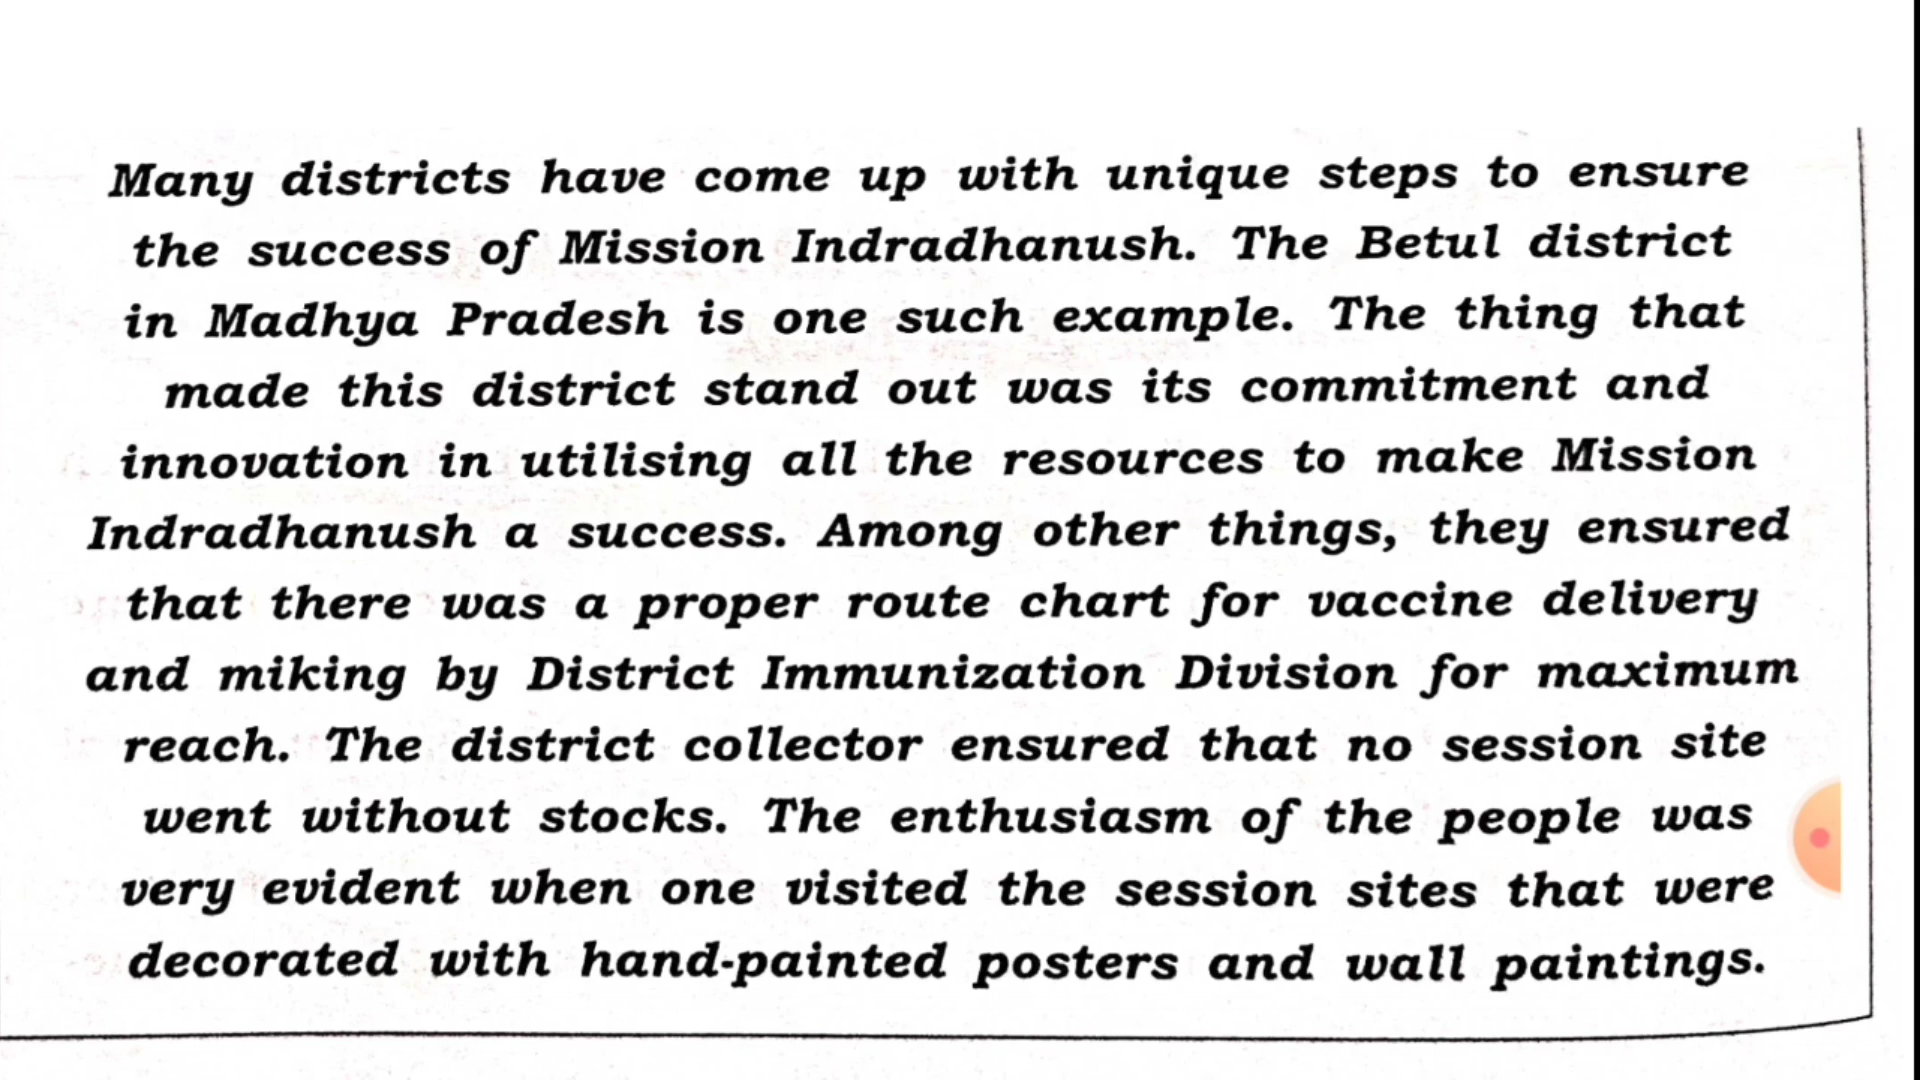 Many districts have come up with unique steps to ensure
the success of Mission Indradhanush. The Betul district
in Madhya Pradesh is one such example. The thing that
made this district stand out was its commitment and
innovation in utilising all the resources to make Mission
Indradhanush a success. Among other things, they ensured
that there was a proper route chart for vaccine delivery
and miking by District Immunization Division for maximum
reach. The district collector ensured that no session site
went without stocks. The enthusiasm of the people was
very evident when one visited the session sites that were
decorated with hand-painted posters and wall paintings.